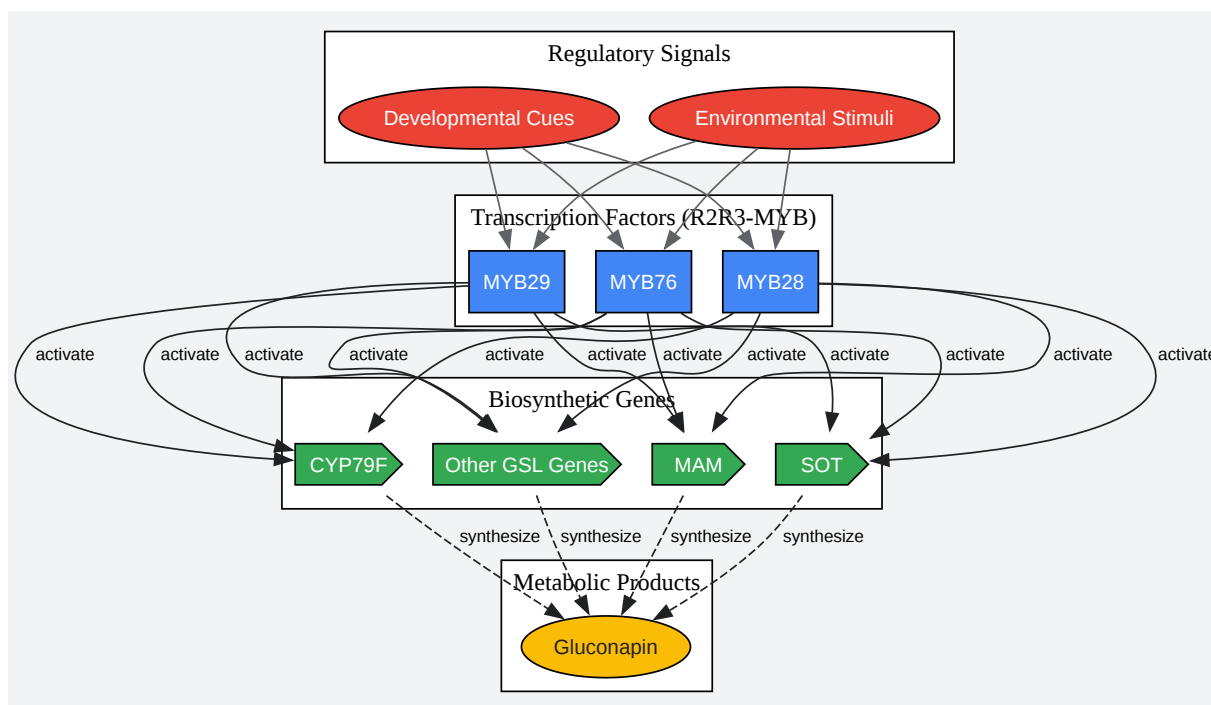 Regulatory Signals
Developmental Cues
Environmental Stimuli
Transcription Factors (R2R3-MYB)
MYB29
MYB76
MYB28
activate
activate
activate
activate
activate
activate
activate
activate
activate
activate
activate
activate
Biosynthetic Genes
CYP79F
Other GSL Genes
MAM
SOT
synthesize
synthesize
synthesize
synthesize
Metabolic Products
Gluconapin